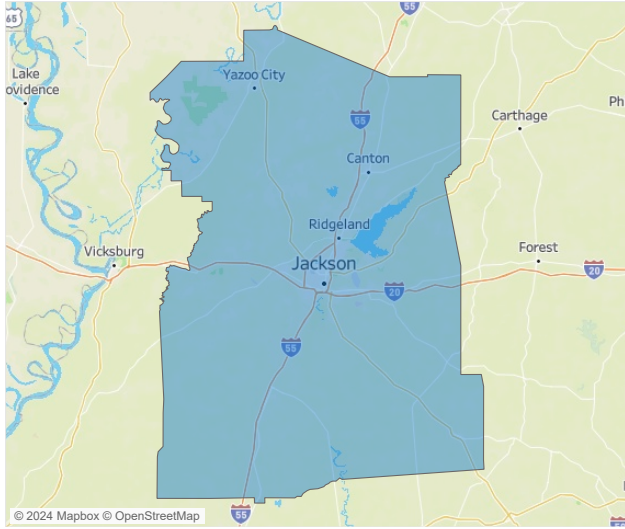 65
55
Lake
ovidence
Yazoo City
55
Carthage
Ph
Canton
Ridgeland
Vicksburg
Jackson
Forest
20
20
55
55
© 2024 Mapbox © OpenStreetMap